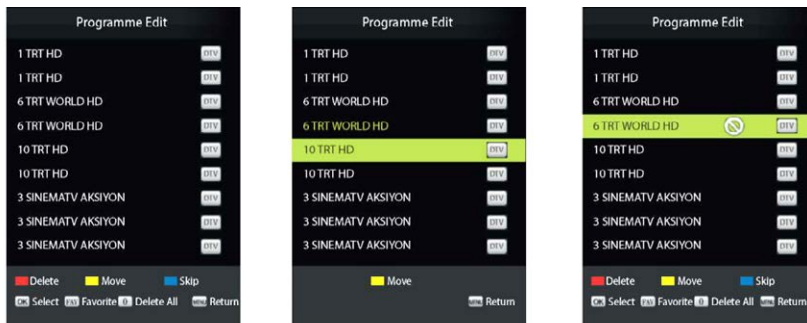 Programme Edit
1 TRT HD DTV
1 TRT HD DTV
6 TRT WORLD HD DTV
6 TRT WORLD HD DTV
10 TRT HD DTV
10 TRT HD DTV
3 SINEMATV AKSIYON DTV
3 SINEMATV AKSIYON DTV
3 SINEMATV AKSIYON DTV
Delete Move Skip
OK Select FAV Favorite 0 Delete All MENU Return
Programme Edit
1 TRT HD DTV
1 TRT HD DTV
6 TRT WORLD HD DTV
6 TRT WORLD HD DTV
10 TRT HD DTV
10 TRT HD DTV
3 SINEMATV AKSIYON DTV
3 SINEMATV AKSIYON DTV
3 SINEMATV AKSIYON DTV
Move
MENU Return
Programme Edit
1 TRT HD DTV
1 TRT HD DTV
6 TRT WORLD HD DTV
6 TRT WORLD HD DTV
10 TRT HD DTV
10 TRT HD DTV
3 SINEMATV AKSIYON DTV
3 SINEMATV AKSIYON DTV
3 SINEMATV AKSIYON DTV
Delete Move Skip
OK Select FAV Favorite 0 Delete All MENU Return